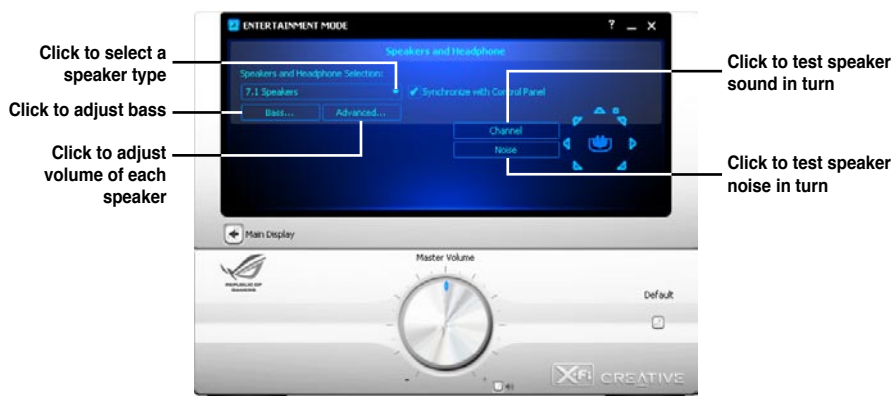 ENTERTAINMENT MODE
? _ X
Speakers and Headphone
Click to select a
speaker type
Speakers and Headphone Selection:
7.1 Speakers
✔ Synchronize with Control Panel
Click to test speaker
sound in turn
Click to adjust bass
Bass...
Advanced...
Channel
Noise
Click to adjust
volume of each
speaker
Click to test speaker
noise in turn
Main Display
Master Volume
REPUBLIC OF
GAMERS
Default
- +
X-Fi CREATIVE